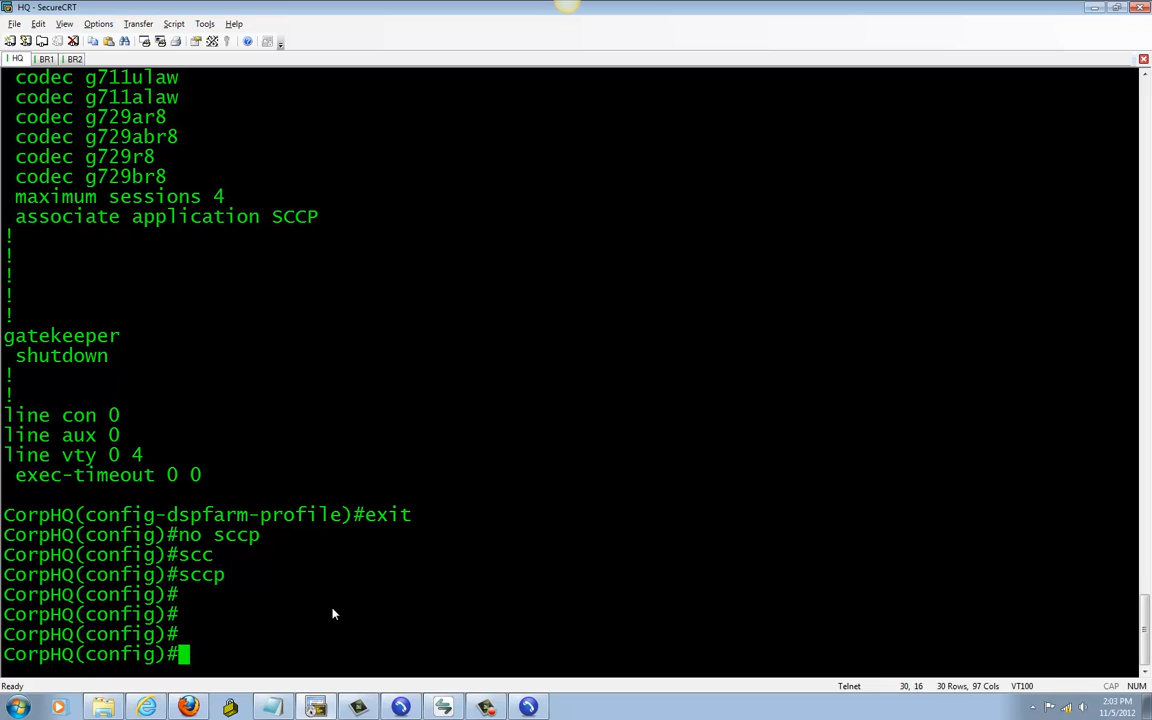 HQ - SecureCRT
File Edit View Options Transfer Script Tools Help
HQ BR1 BR2
codec g711ulaw
codec g711alaw
codec g729ar8
codec g729abr8
codec g729r8
codec g729br8
maximum sessions 4
associate application SCCP
!
!
!
!
!
gatekeeper
shutdown
!
!
line con 0
line aux 0
line vty 0 4
exec-timeout 0 0
CorpHQ(config-dspfarm-profile)#exit
CorpHQ(config)#no sccp
CorpHQ(config)#scc
CorpHQ(config)#sccp
CorpHQ(config)#
CorpHQ(config)#
CorpHQ(config)#
CorpHQ(config)#
Ready Telnet 30, 16 30 Rows, 97 Cols VT100 CAP NUM
2:03 PM
11/5/2012